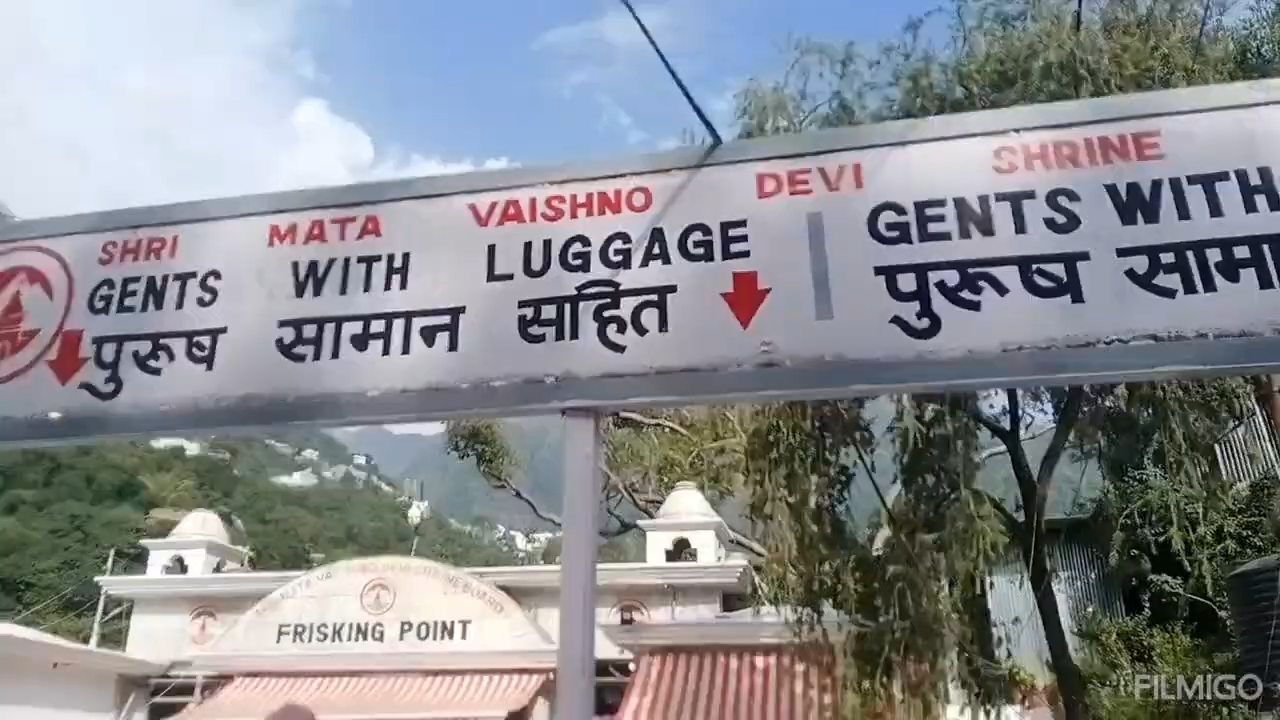 SHRI MATA VAISHNO DEVI SHRINE
GENTS WITH LUGGAGE
पुरूष सामान सहित
GENTS WITH
पुरूष सामा
FRISKING POINT
FILMIGO